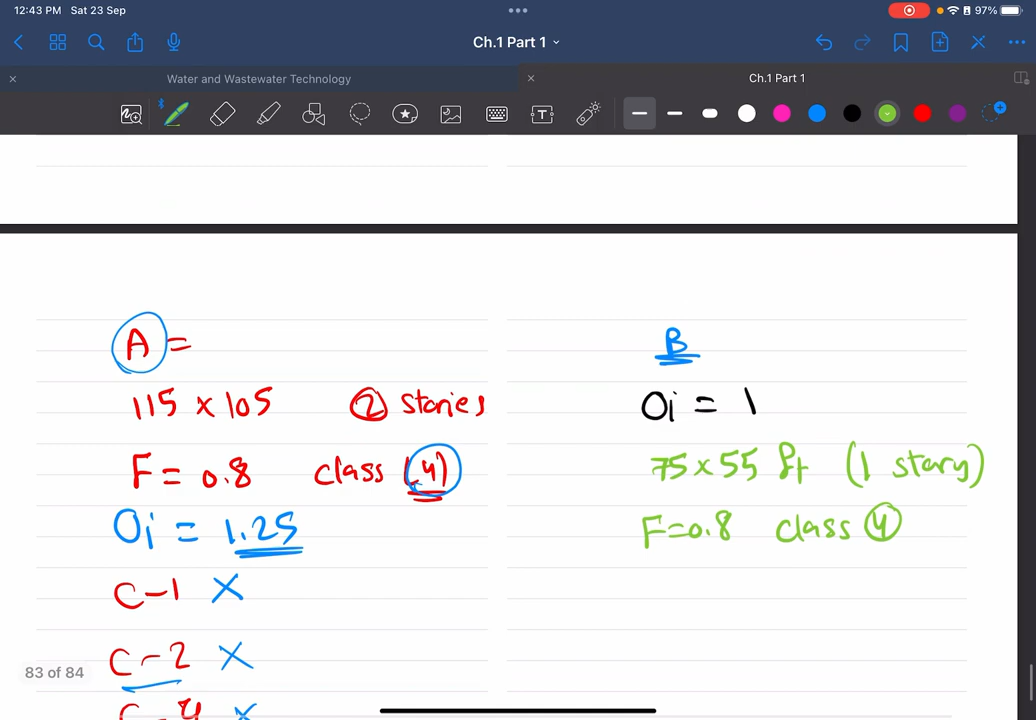 12:43 PM Sat 23 Sep
97%
Ch.1 Part 1
Water and Wastewater Technology
Ch.1 Part 1
A =
115 x 105 2 stories
F = 0.8 class (4)
Oi = 1.25
C-1 X
C-2 X
C-4 X
B
Oi = 1
75 x 55 ft (1 story)
F=0.8 class 4
83 of 84